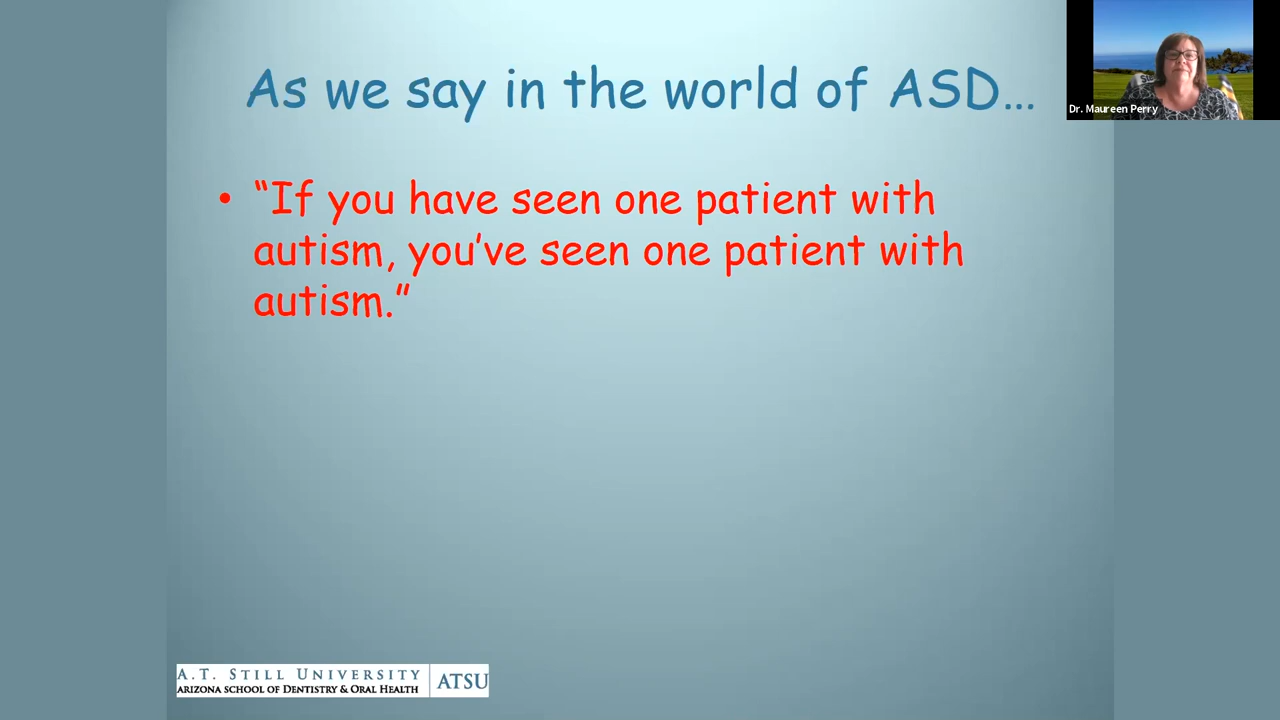 As we say in the world of ASD…
Dr. Maureen Perry
• “If you have seen one patient with
autism, you’ve seen one patient with
autism.”
A.T. STILL UNIVERSITY
ARIZONA SCHOOL OF DENTISTRY & ORAL HEALTH
ATSU